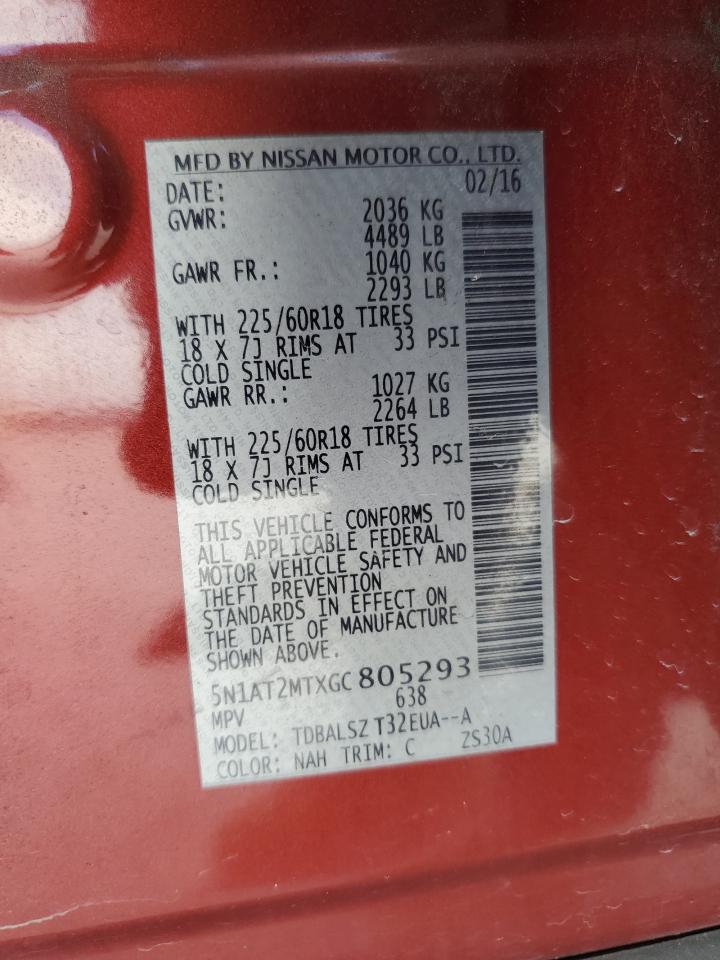 MFD BY NISSAN MOTOR CO., LTD.
DATE: 02/16
GVWR: 2036 KG
4489 LB
GAWR FR.: 1040 KG
2293 LB
WITH 225/60R18 TIRES
18 X 7J RIMS AT 33 PSI
COLD SINGLE
GAWR RR.: 1027 KG
2264 LB
WITH 225/60R18 TIRES
18 X 7J RIMS AT 33 PSI
COLD SINGLE
THIS VEHICLE CONFORMS TO
ALL APPLICABLE FEDERAL
MOTOR VEHICLE SAFETY AND
THEFT PREVENTION
STANDARDS IN EFFECT ON
THE DATE OF MANUFACTURE
SHOWN ABOVE.
5N1AT2MTXGC805293
MPV 638
MODEL: TDBALSZ T32EUA--A
COLOR: NAH TRIM: C ZS30A